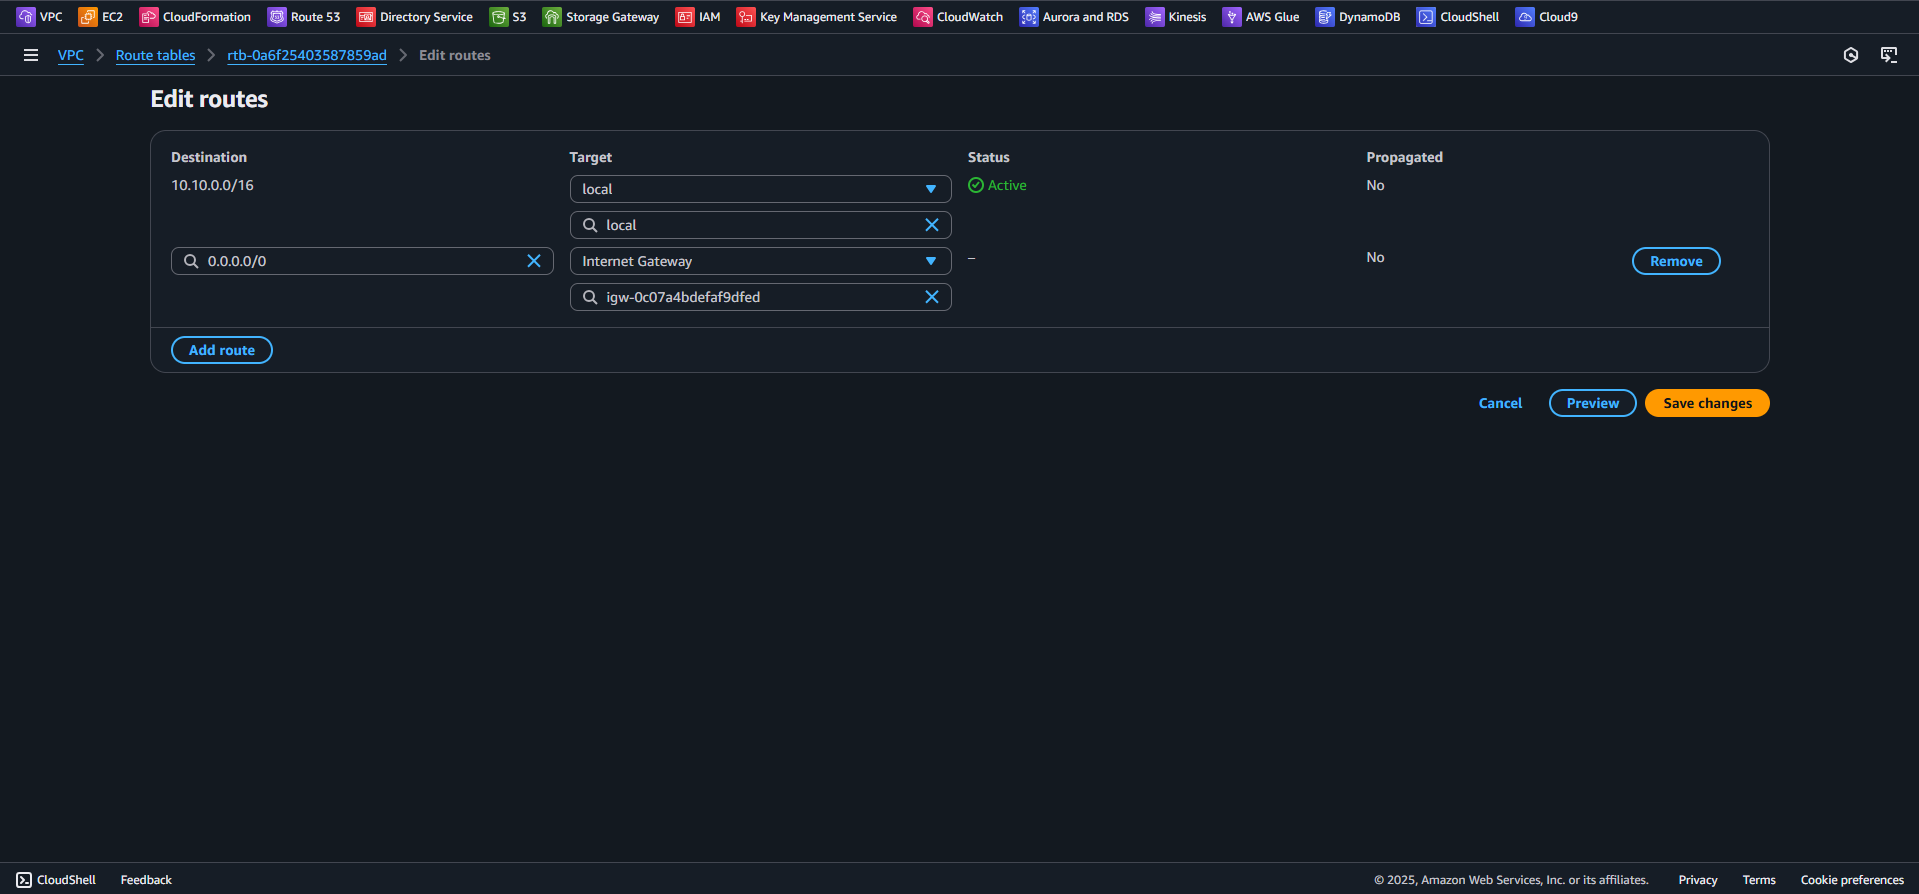 VPC EC2 CloudFormation Route 53 Directory Service S3 Storage Gateway IAM Key Management Service CloudWatch Aurora and RDS Kinesis AWS Glue DynamoDB CloudShell Cloud9
VPC Route tables rtb-0a6f25403587859ad Edit routes
Edit routes
Destination Target Status Propagated
10.10.0.0/16 local Active No
local
0.0.0.0/0 Internet Gateway – No Remove
igw-0c07a4bdefaf9dfed
Add route
Cancel Preview Save changes
CloudShell Feedback © 2025, Amazon Web Services, Inc. or its affiliates. Privacy Terms Cookie preferences